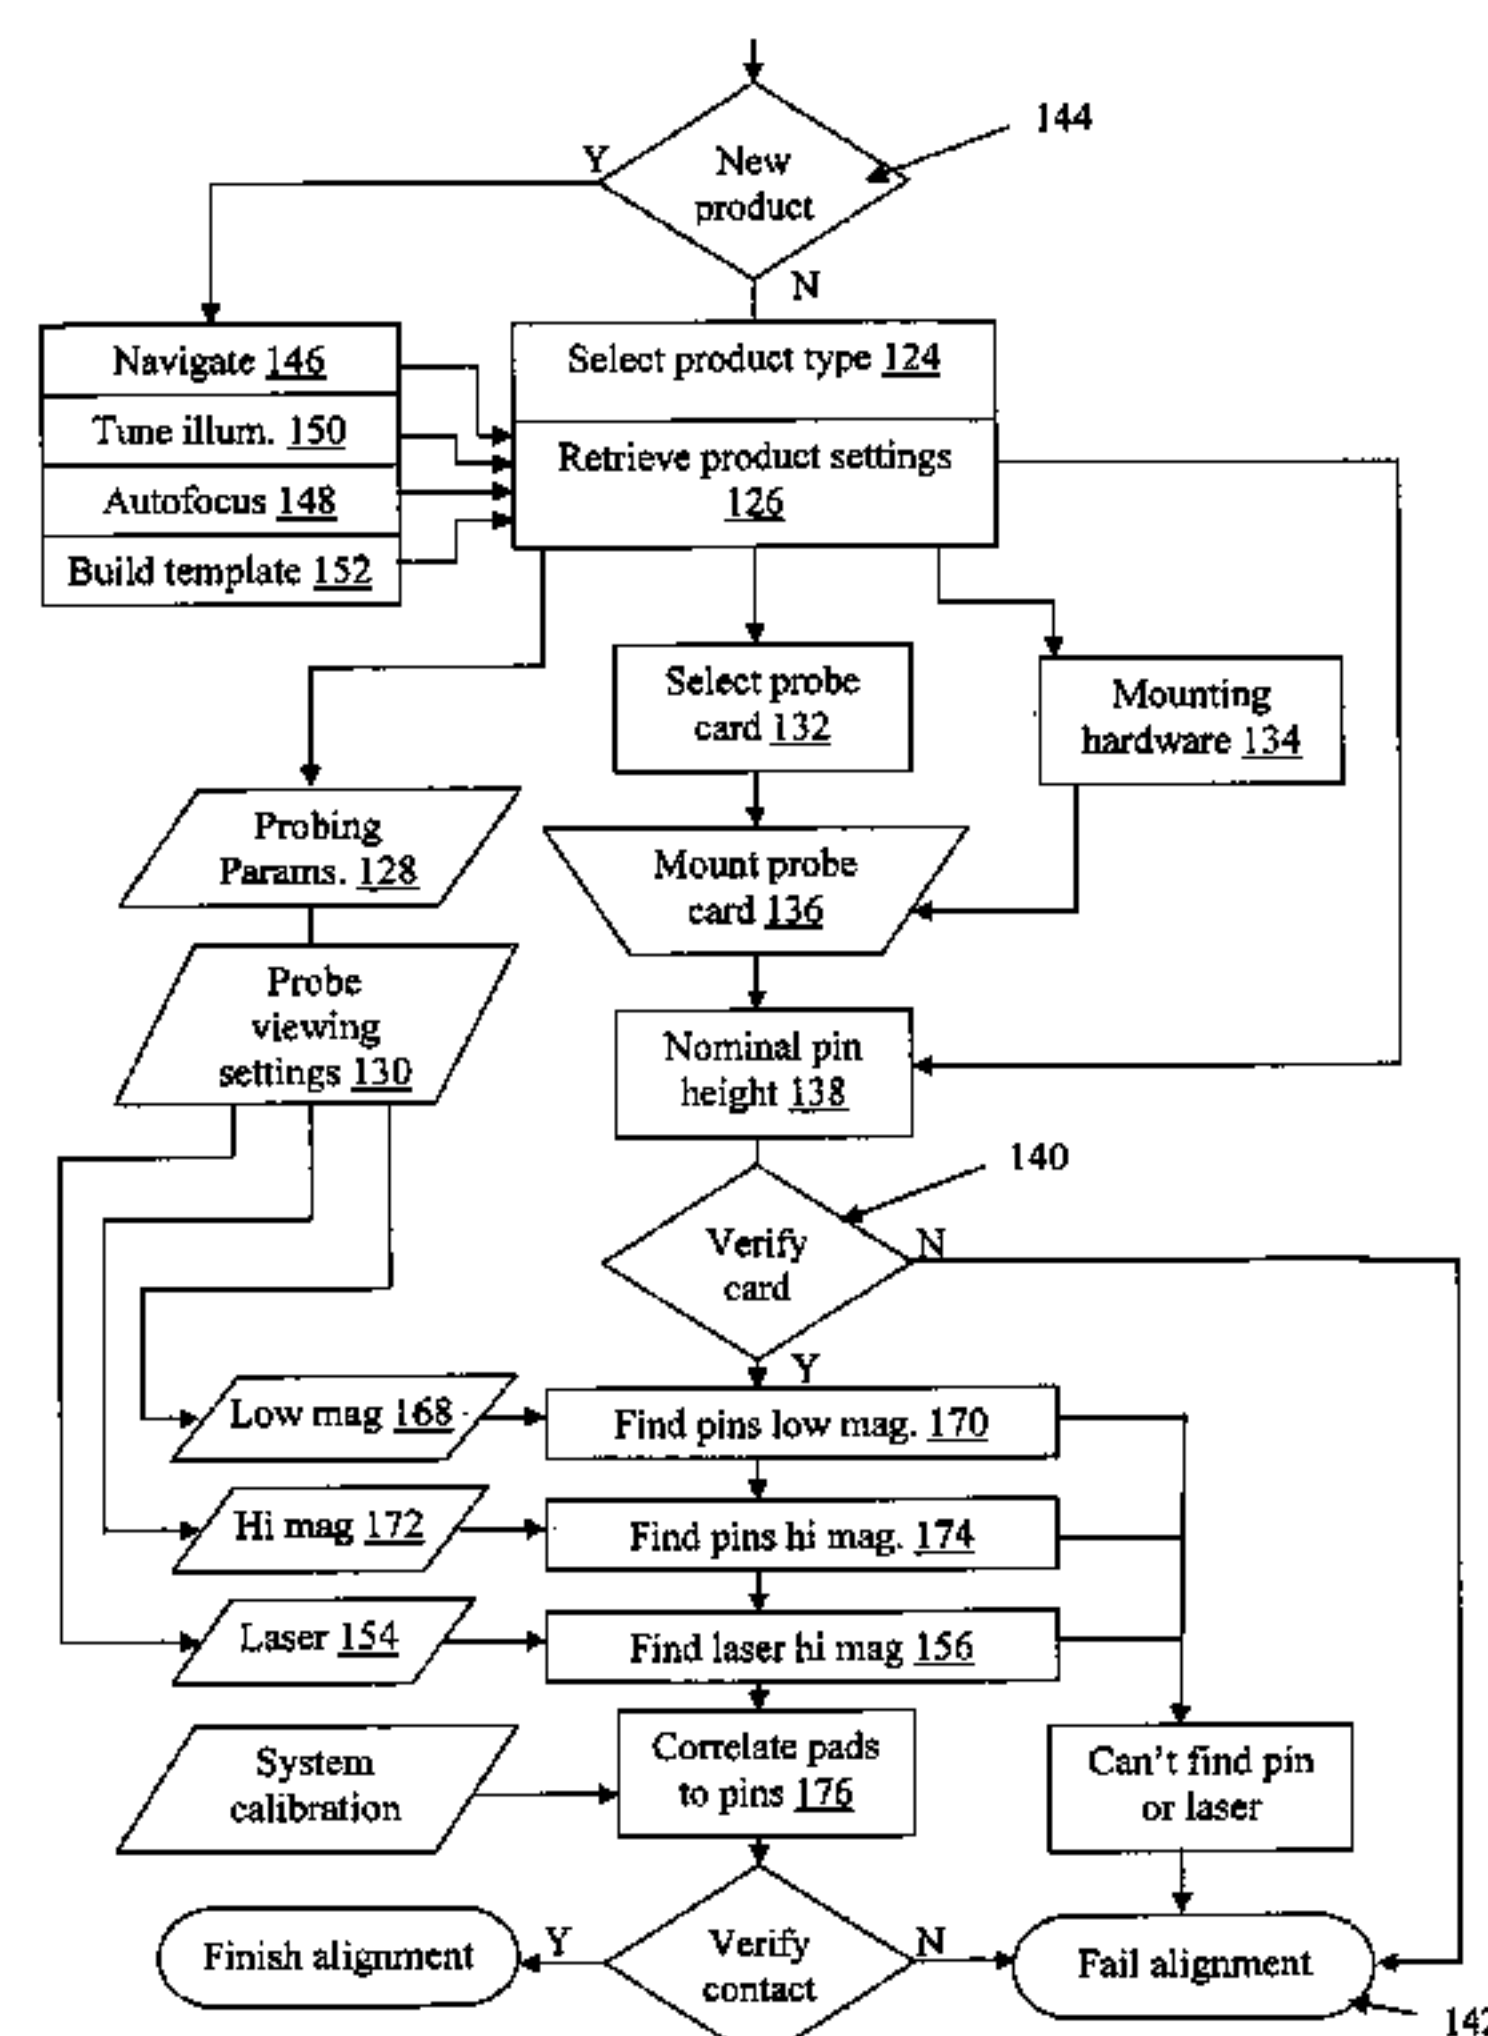 144
Y
New
product
N
Navigate 146
Tune illum. 150
Autofocus 148
Build template 152
Select product type 124
Retrieve product settings
126
Select probe
card 132
Mounting
hardware 134
Probing
Params. 128
Mount probe
card 136
Probe
viewing
settings 130
Nominal pin
height 138
140
Verify
card
N
Y
Low mag 168
Find pins low mag. 170
Hi mag 172
Find pins hi mag. 174
Laser 154
Find laser hi mag 156
System
calibration
Correlate pads
to pins 176
Can't find pin
or laser
Finish alignment
Y
Verify
contact
N
Fail alignment
142